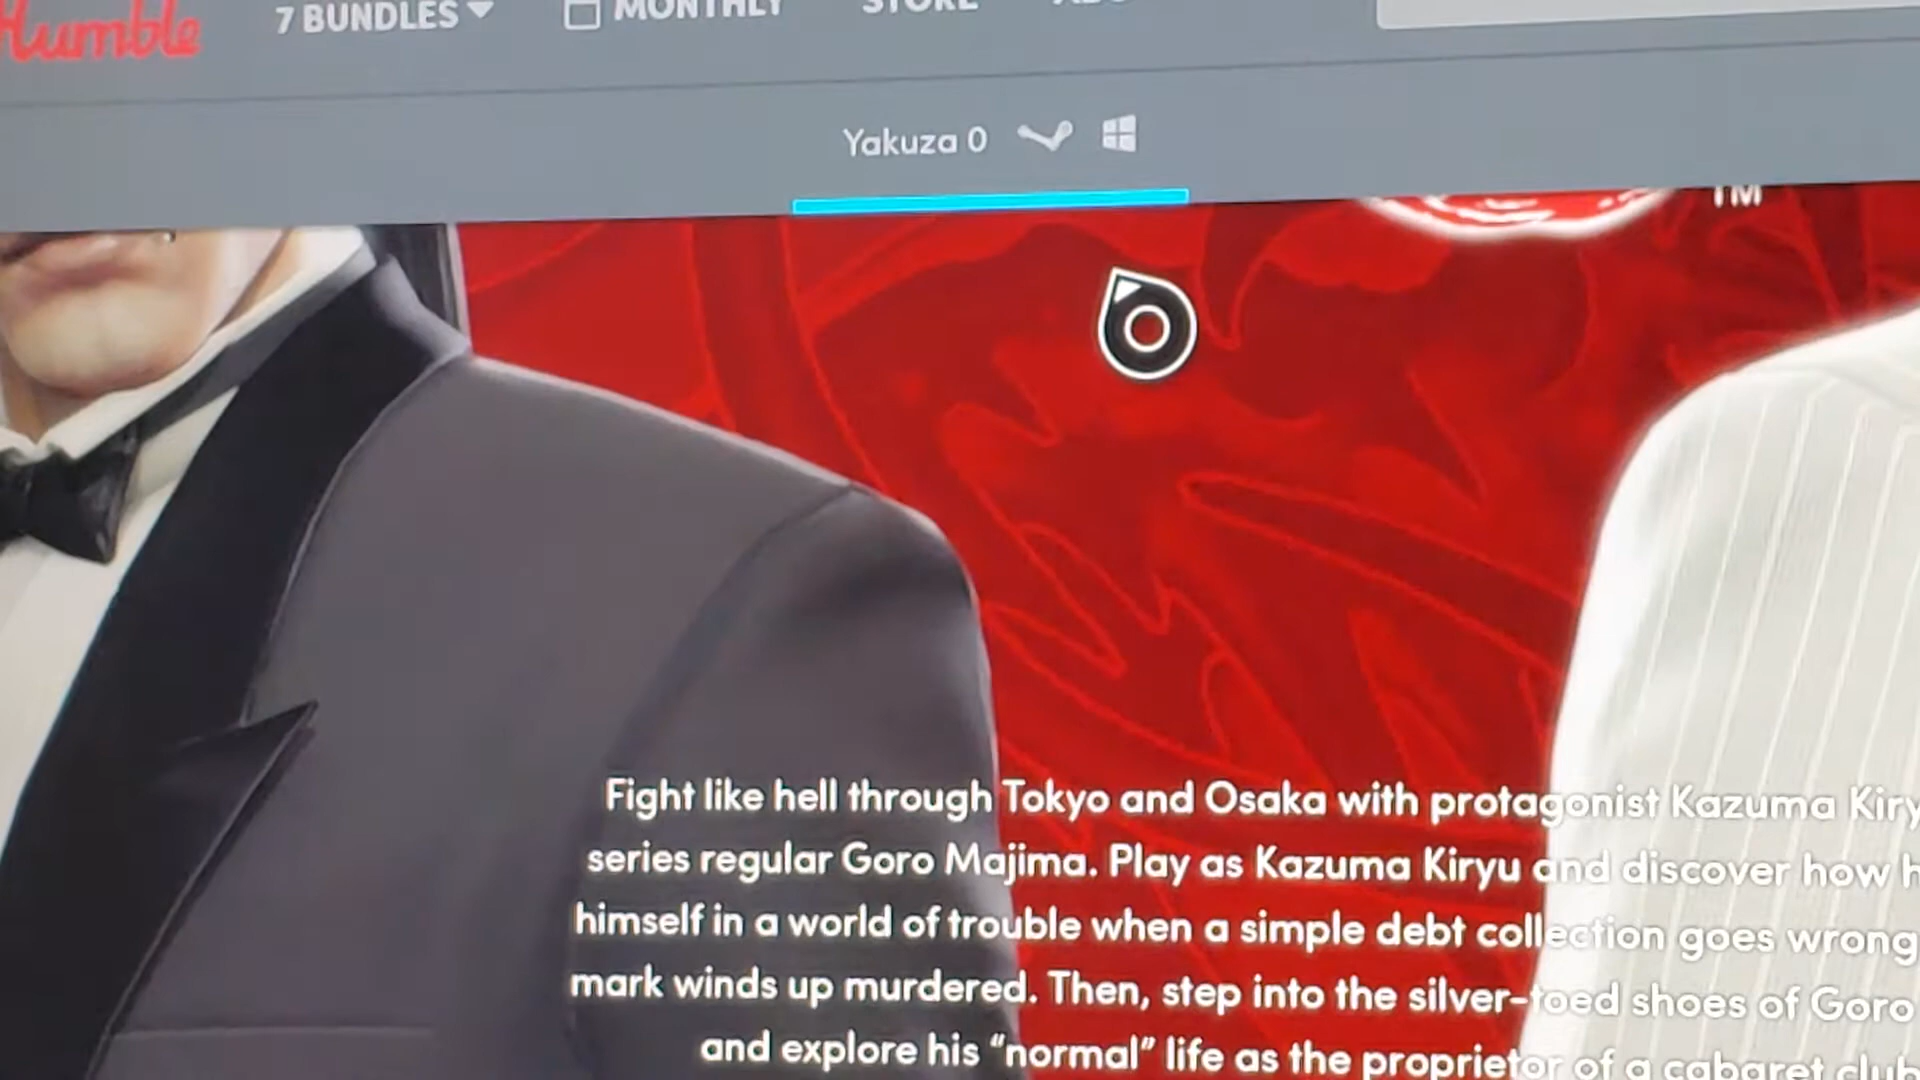 Humble 7 BUNDLES MONTHLY STORE
Yakuza 0
TM
Fight like hell through Tokyo and Osaka with protagonist Kazuma Kiry
series regular Goro Majima. Play as Kazuma Kiryu and discover how h
himself in a world of trouble when a simple debt collection goes wrong
mark winds up murdered. Then, step into the silver-toed shoes of Goro
and explore his “normal” life as the proprietor of a cabaret club